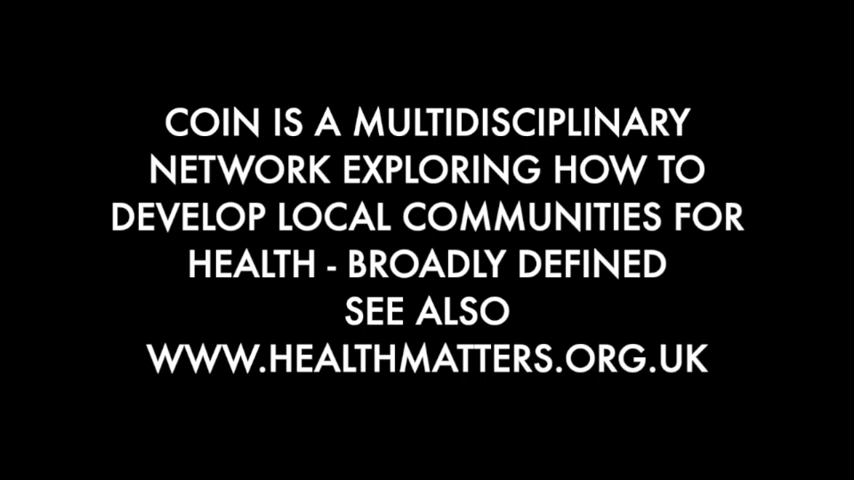 COIN IS A MULTIDISCIPLINARY
NETWORK EXPLORING HOW TO
DEVELOP LOCAL COMMUNITIES FOR
HEALTH - BROADLY DEFINED
SEE ALSO
WWW.HEALTHMATTERS.ORG.UK